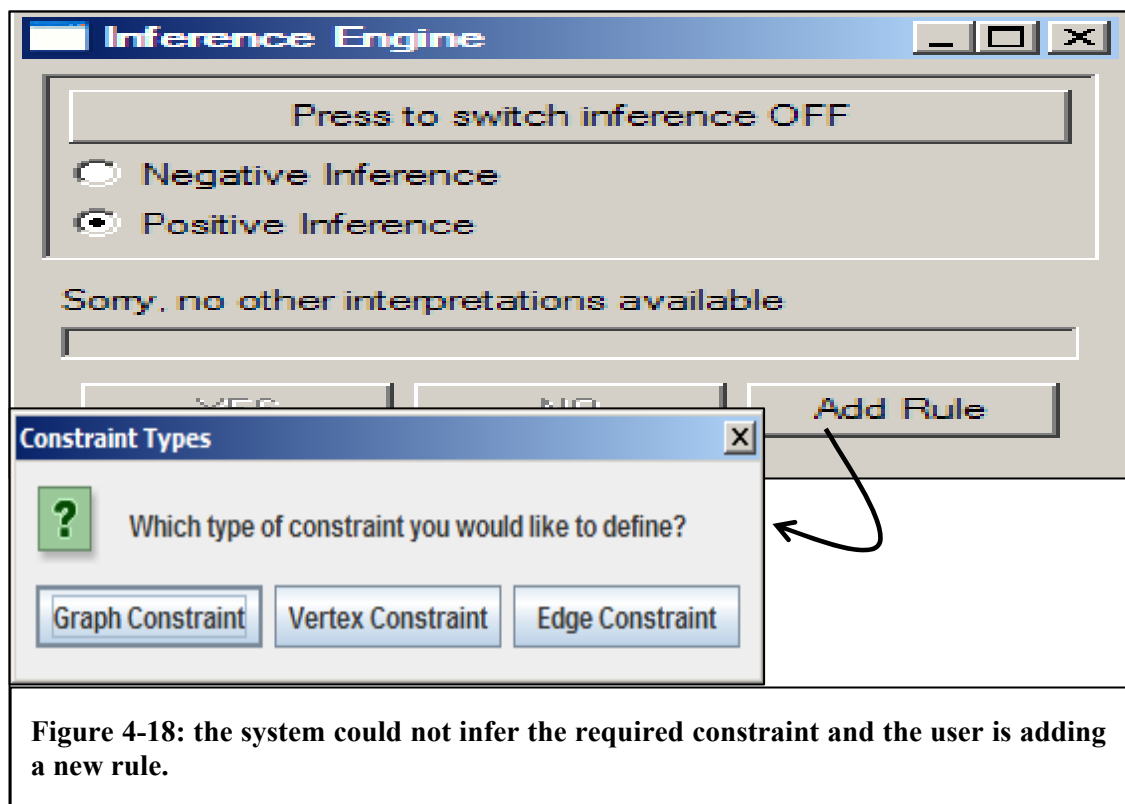 Inference Engine
Press to switch inference OFF
Negative Inference
Positive Inference
Sorry, no other interpretations available
YES NO Add Rule
Constraint Types
?
Which type of constraint you would like to define?
Graph Constraint Vertex Constraint Edge Constraint
Figure 4-18: the system could not infer the required constraint and the user is adding
a new rule.